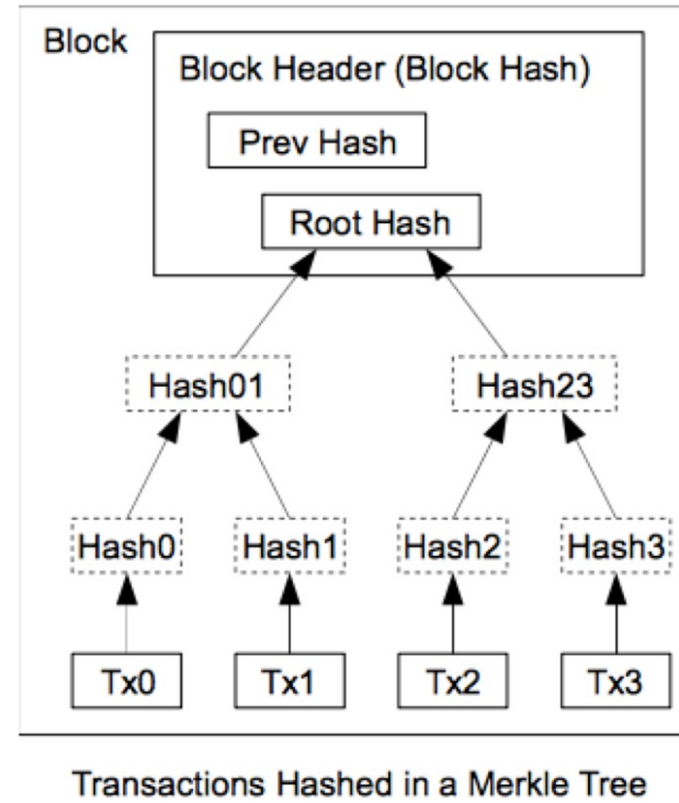 Block
Block Header (Block Hash)
Prev Hash
Root Hash
Hash01 Hash23
Hash0 Hash1 Hash2 Hash3
Tx0 Tx1 Tx2 Tx3
Transactions Hashed in a Merkle Tree